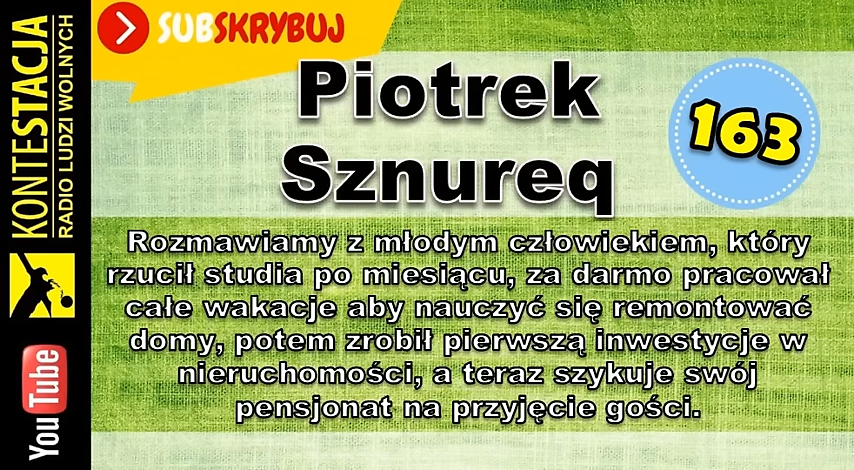 KONTESTACJA
RADIO LUDZI WOLNYCH
YouTube
SUBSKRYBUJ
Piotrek
Sznureq
163
Rozmawiamy z młodym człowiekiem, który
rzucił studia po miesiącu, za darmo pracował
całe wakacje aby nauczyć się remontować
domy, potem zrobił pierwszą inwestycje w
nieruchomości, a teraz szykuje swój
pensjonat na przyjęcie gości.